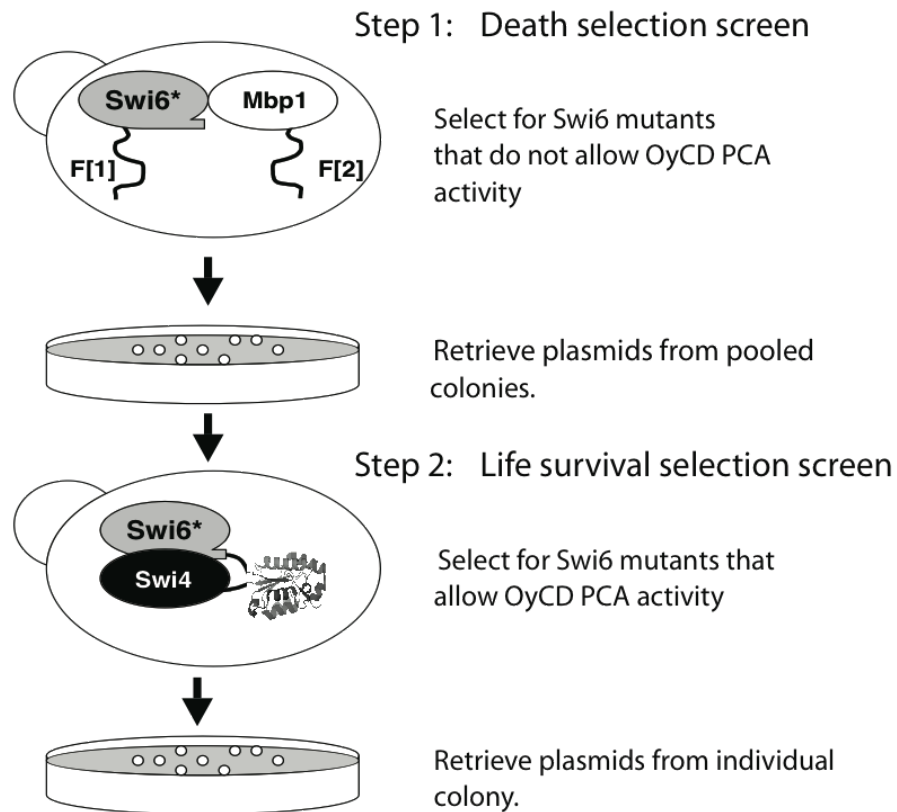 Step 1: Death selection screen
Swi6*
Mbp1
F[1]
F[2]
Select for Swi6 mutants
that do not allow OyCD PCA
activity
Retrieve plasmids from pooled
colonies.
Step 2: Life survival selection screen
Swi6*
Swi4
Select for Swi6 mutants that
allow OyCD PCA activity
Retrieve plasmids from individual
colony.